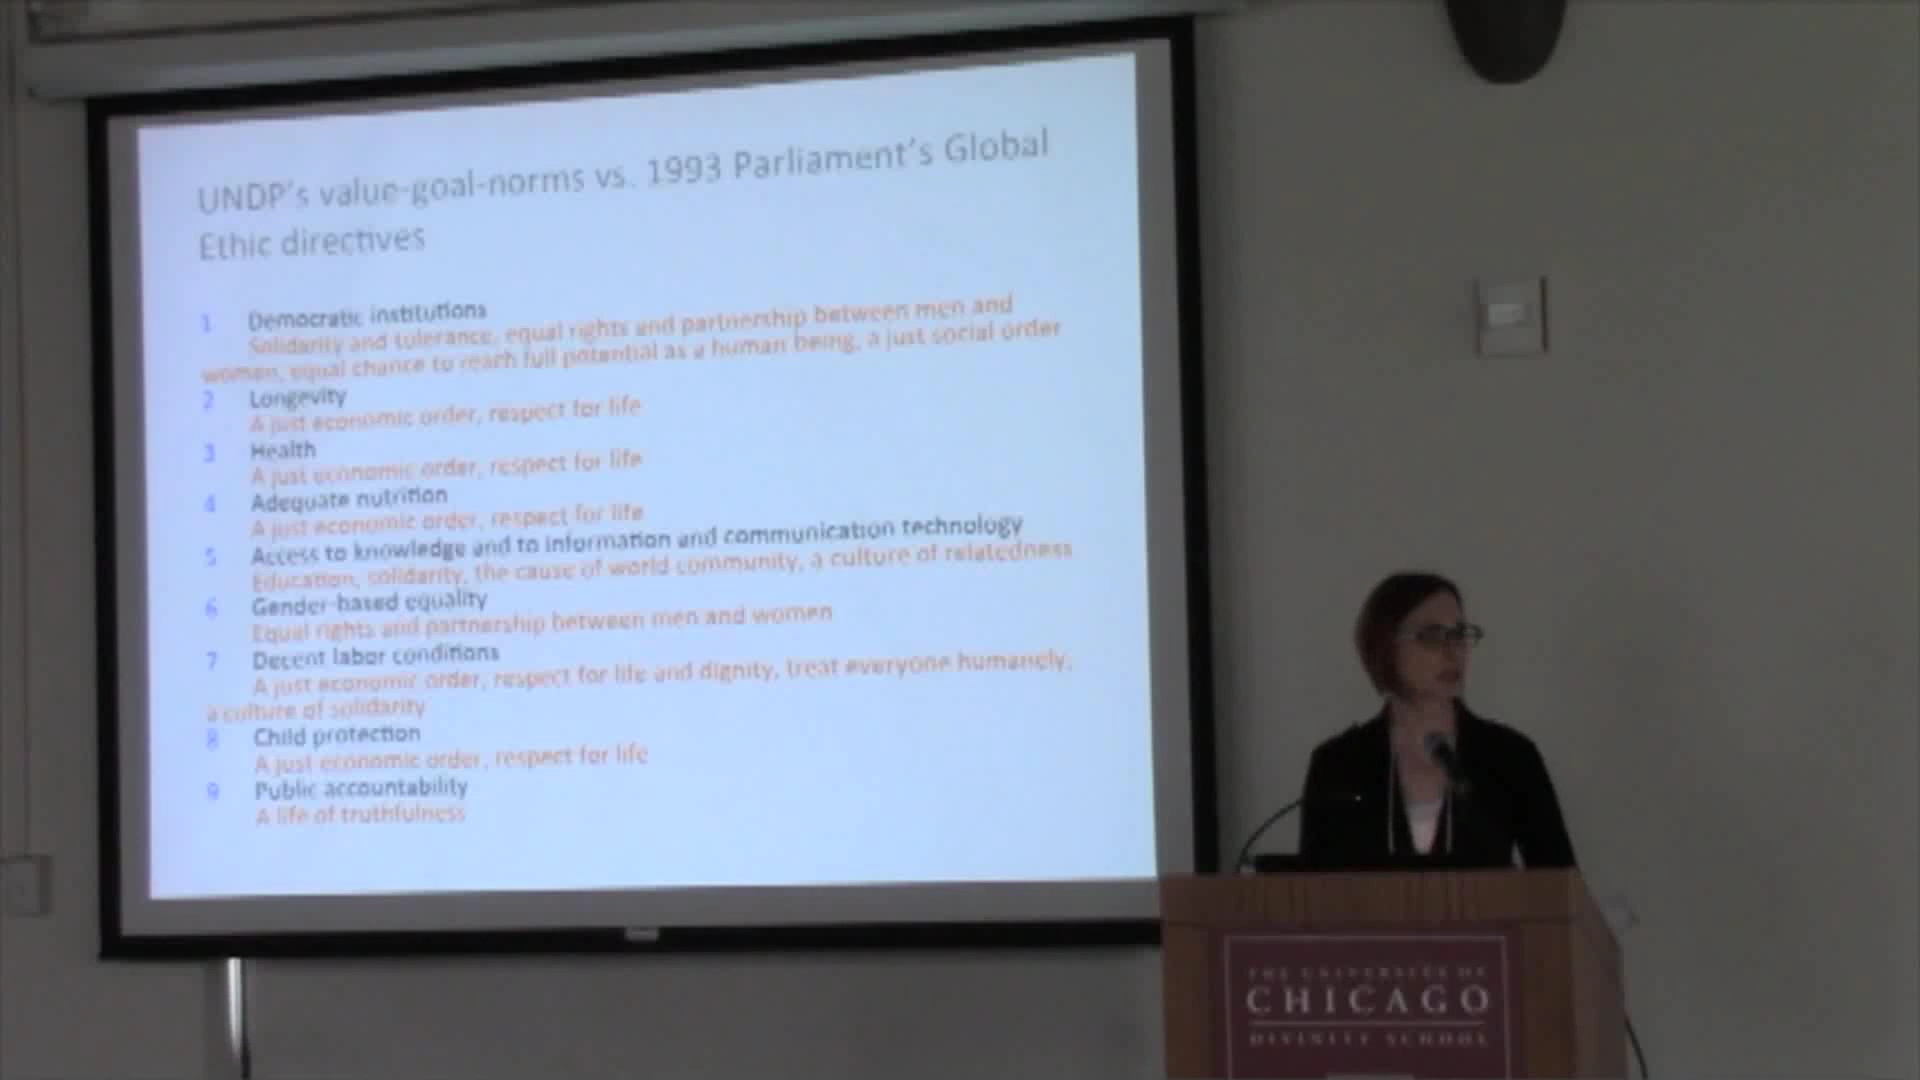 UNDP's value-goal-norms vs. 1993 Parliament's Global
Ethic directives
1 Democratic institutions
Solidarity and tolerance, equal rights and partnership between men and
women, equal chance to reach full potential as a human being, a just social order
2 Longevity
A just economic order, respect for life
3 Health
A just economic order, respect for life
4 Adequate nutrition
A just economic order, respect for life
5 Access to knowledge and to information and communication technology
Education, solidarity, the cause of world community, a culture of relatedness
6 Gender-based equality
Equal rights and partnership between men and women
7 Decent labor conditions
A just economic order, respect for life and dignity, treat everyone humanely,
a culture of solidarity
8 Child protection
A just economic order, respect for life
9 Public accountability
A life of truthfulness
THE UNIVERSITY OF
CHICAGO
DIVINITY SCHOOL